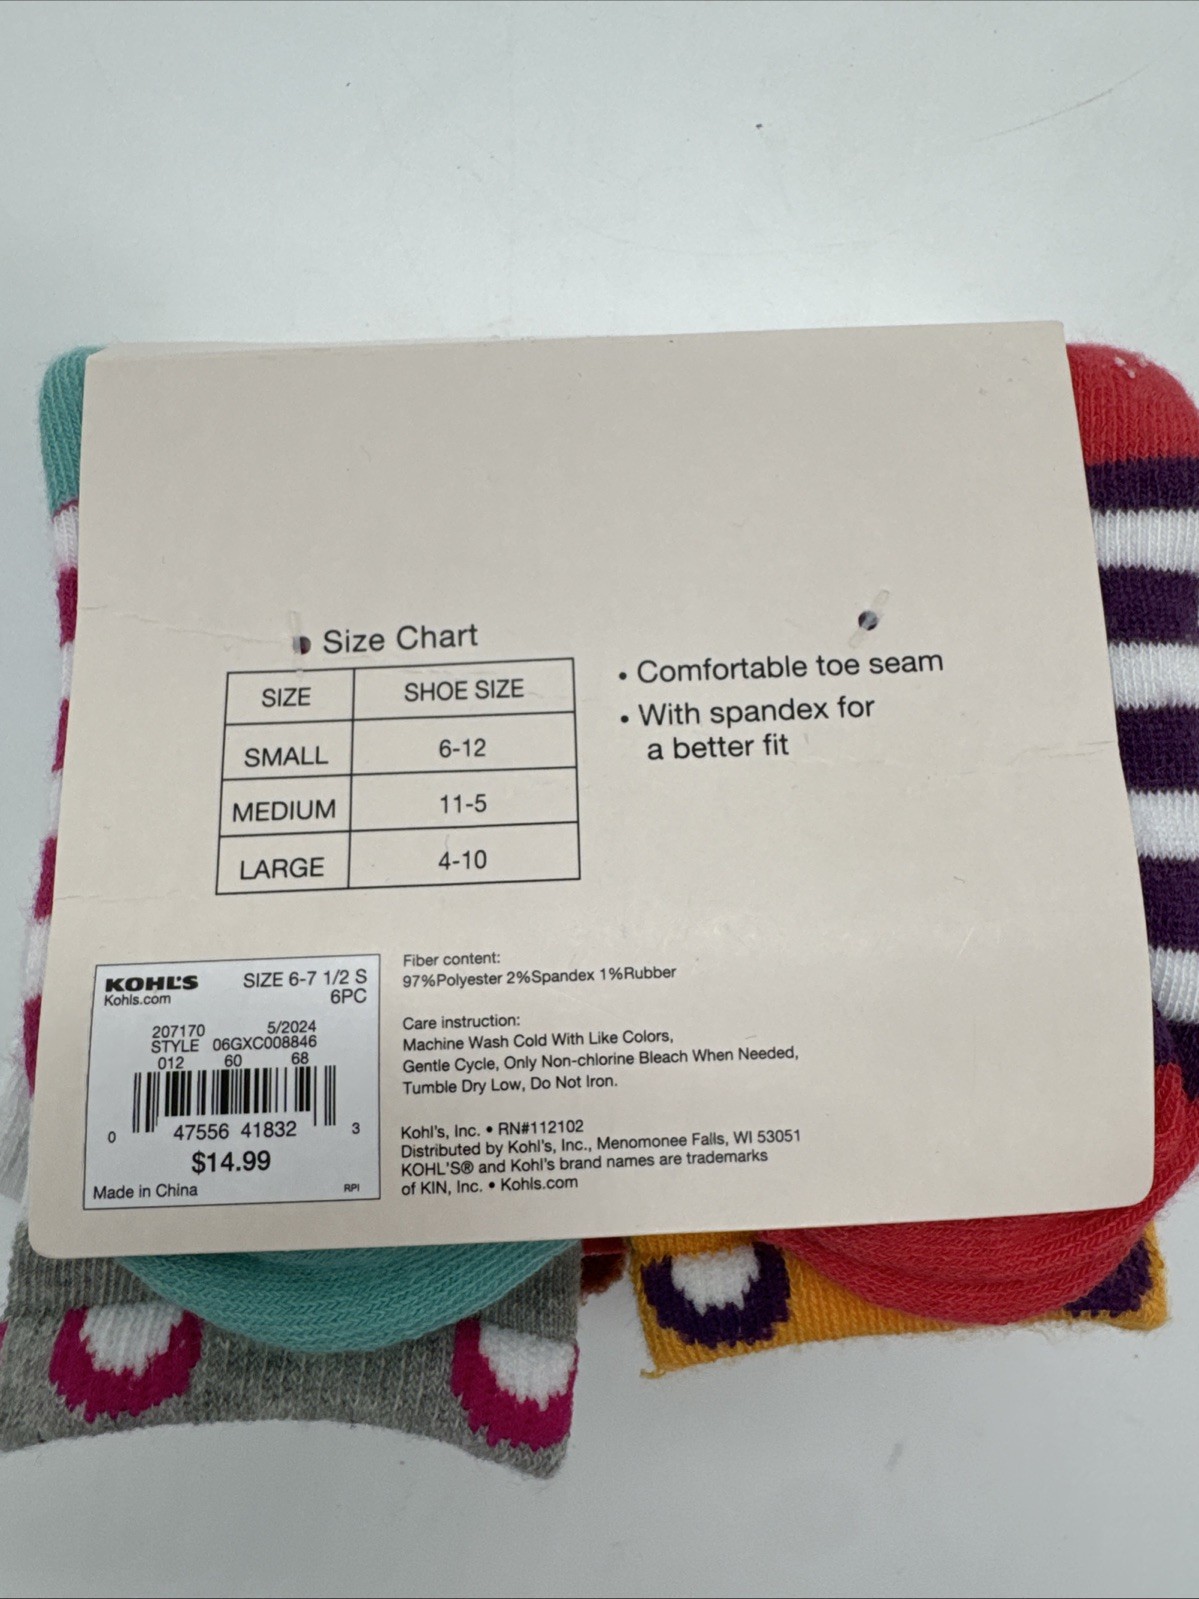 Size Chart
SIZE SHOE SIZE
SMALL 6-12
MEDIUM 11-5
LARGE 4-10
• Comfortable toe seam
• With spandex for
a better fit
KOHL'S SIZE 6-7 1/2 S
Kohls.com 6PC
207170 5/2024
STYLE 06GXC008846
012 60 68
0 47556 41832 3
$14.99
Made in China RPI
Fiber content:
97%Polyester 2%Spandex 1%Rubber
Care instruction:
Machine Wash Cold With Like Colors,
Gentle Cycle, Only Non-chlorine Bleach When Needed,
Tumble Dry Low, Do Not Iron.
Kohl's, Inc. • RN#112102
Distributed by Kohl's, Inc., Menomonee Falls, WI 53051
KOHL'S® and Kohl's brand names are trademarks
of KIN, Inc. • Kohls.com